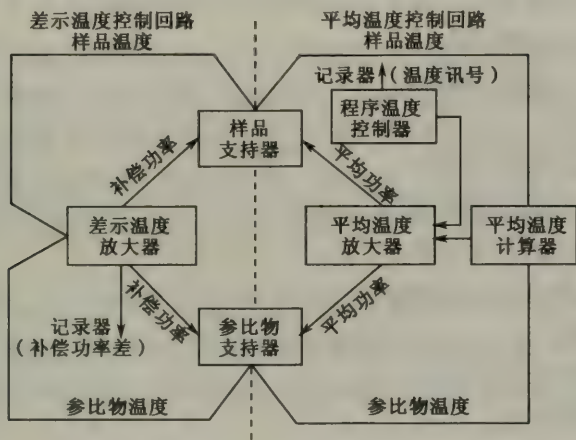 差示温度控制回路
样品温度
平均温度控制回路
样品温度
记录器(温度讯号)
程序温度
控制器
样品
支持器
补偿功率
平均功率
差示温度
放大器
平均温度
放大器
平均温度
计算器
补偿功率
平均功率
记录器
(补偿功率差)
参比物
支持器
参比物温度
参比物温度